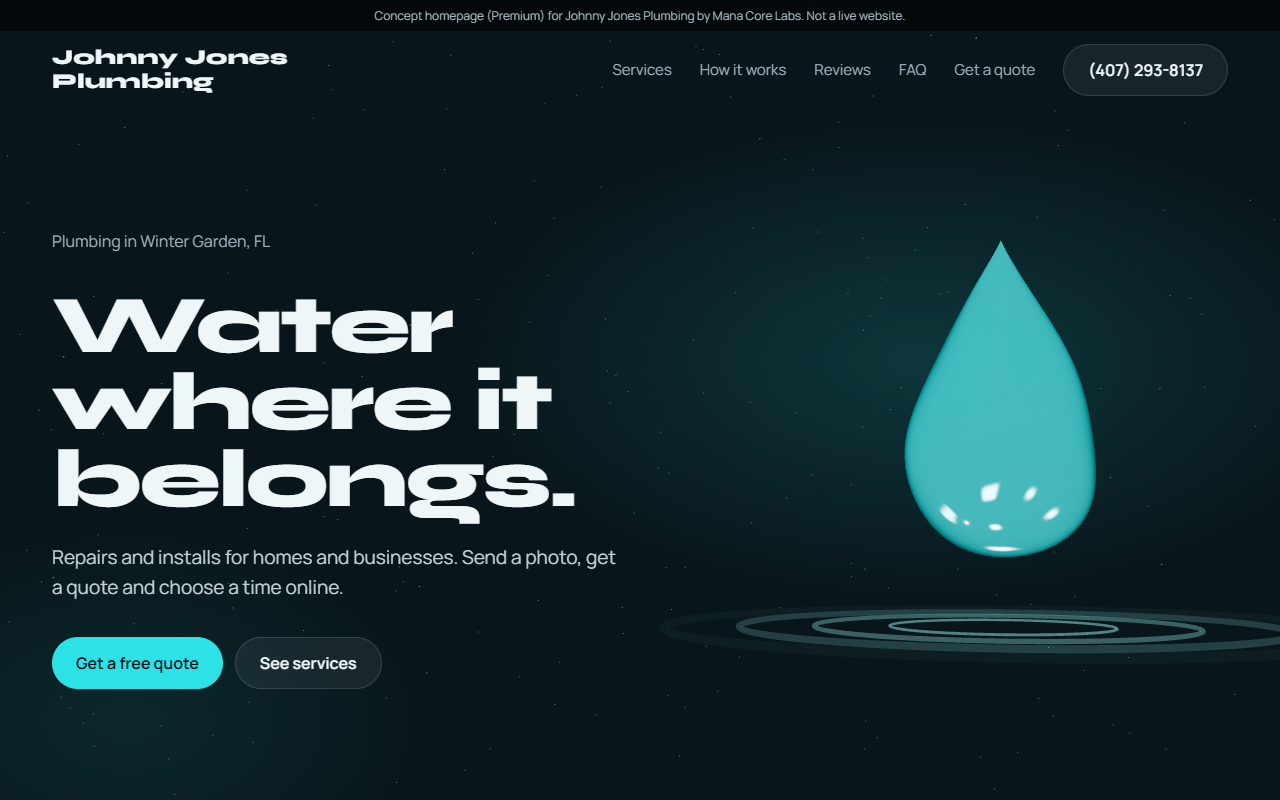 Concept homepage (Premium) for Johnny Jones Plumbing by Mana Core Labs. Not a live website.
Johnny Jones
Plumbing
Services
How it works
Reviews
FAQ
Get a quote
(407) 293-8137
Plumbing in Winter Garden, FL
Water
where it
belongs.
Repairs and installs for homes and businesses. Send a photo, get
a quote and choose a time online.
Get a free quote
See services